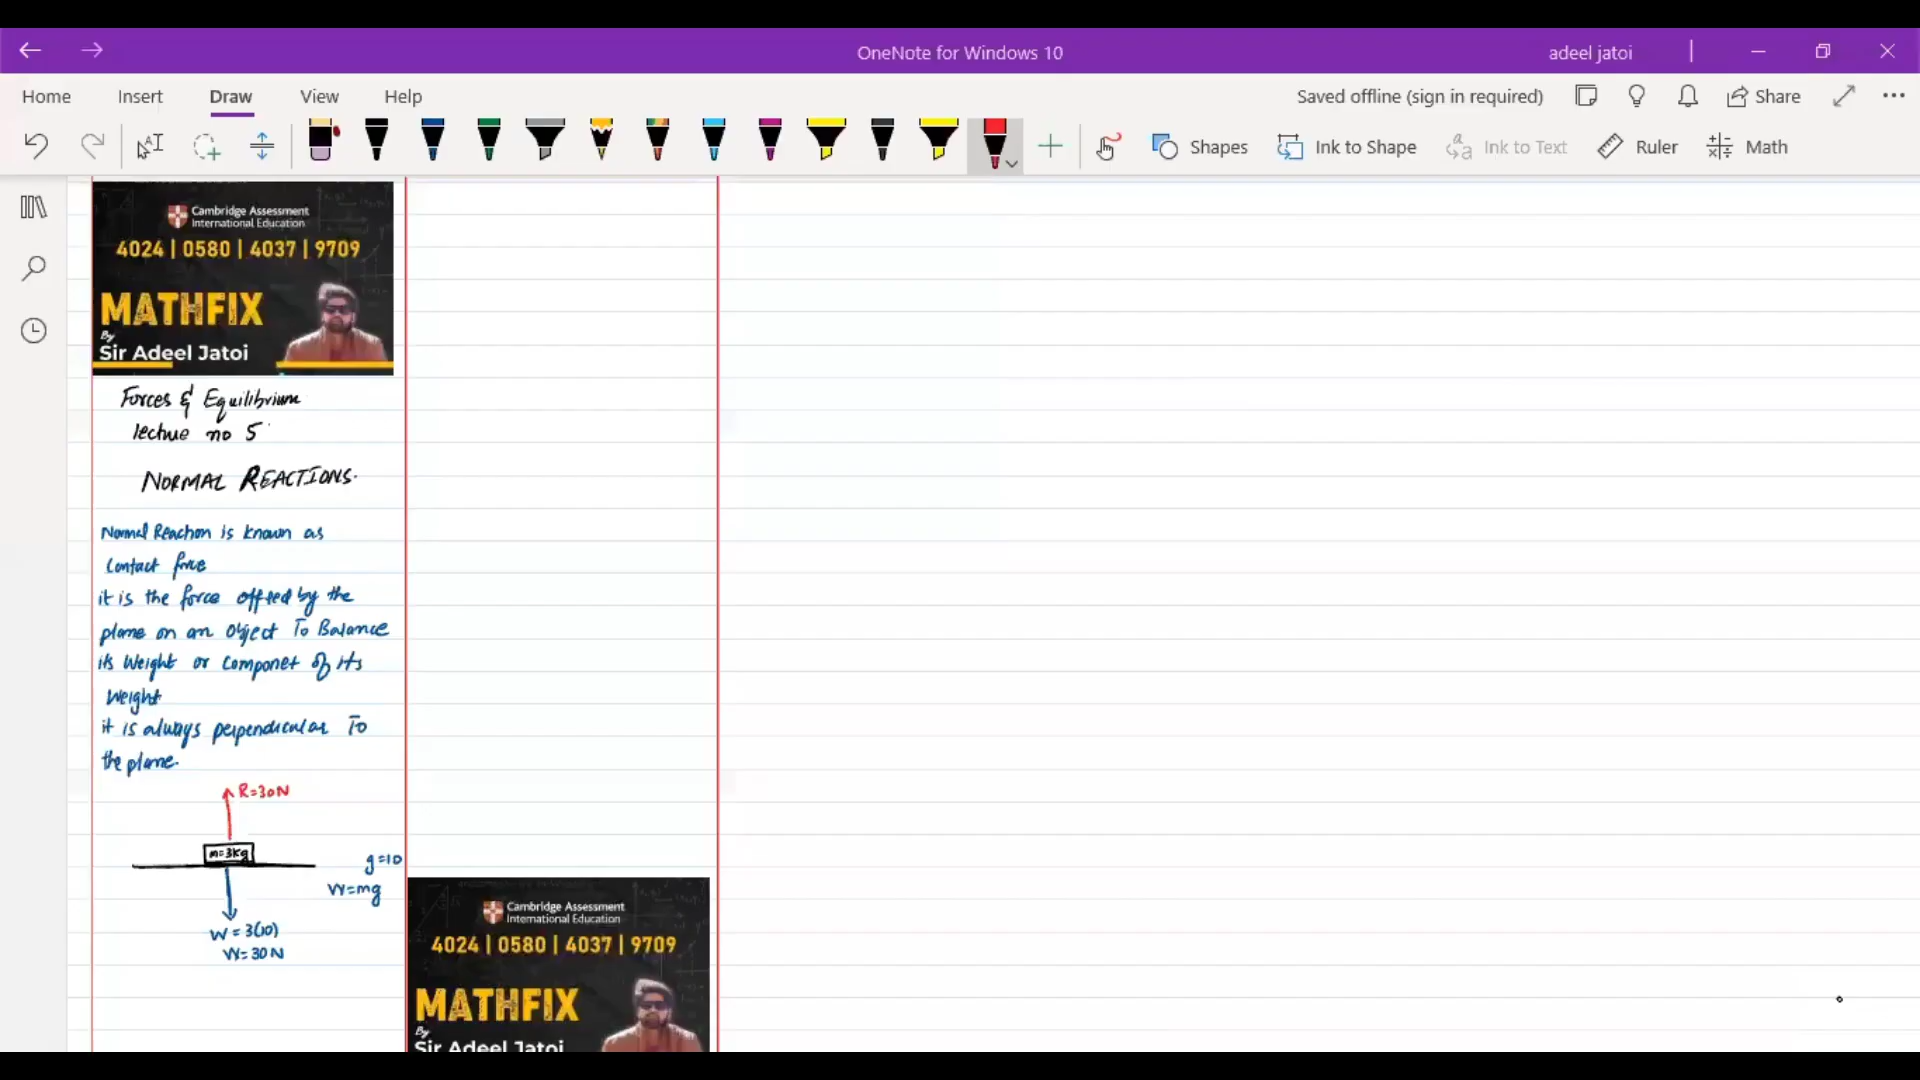 OneNote for Windows 10
adeel jatoi
Home
Insert
Draw
View
Help
Saved offline (sign in required)
Share
Shapes
Ink to Shape
Ink to Text
Ruler
Math
Cambridge Assessment
International Education
4024 | 0580 | 4037 | 9709
MATHFIX
By
Sir Adeel Jatoi
Forces & Equilibrium
lecture no 5
NORMAL REACTIONS.
Normal Reaction is known as
Contact force
it is the force offered by the
plane on an object To Balance
its Weight or Componet of its
Weight
it is always perpendicular To
the plane.
R=30N
m=3kg
g=10
W=mg
W=3(10)
W=30N
Cambridge Assessment
International Education
4024 | 0580 | 4037 | 9709
MATHFIX
By
Sir Adeel Jatoi